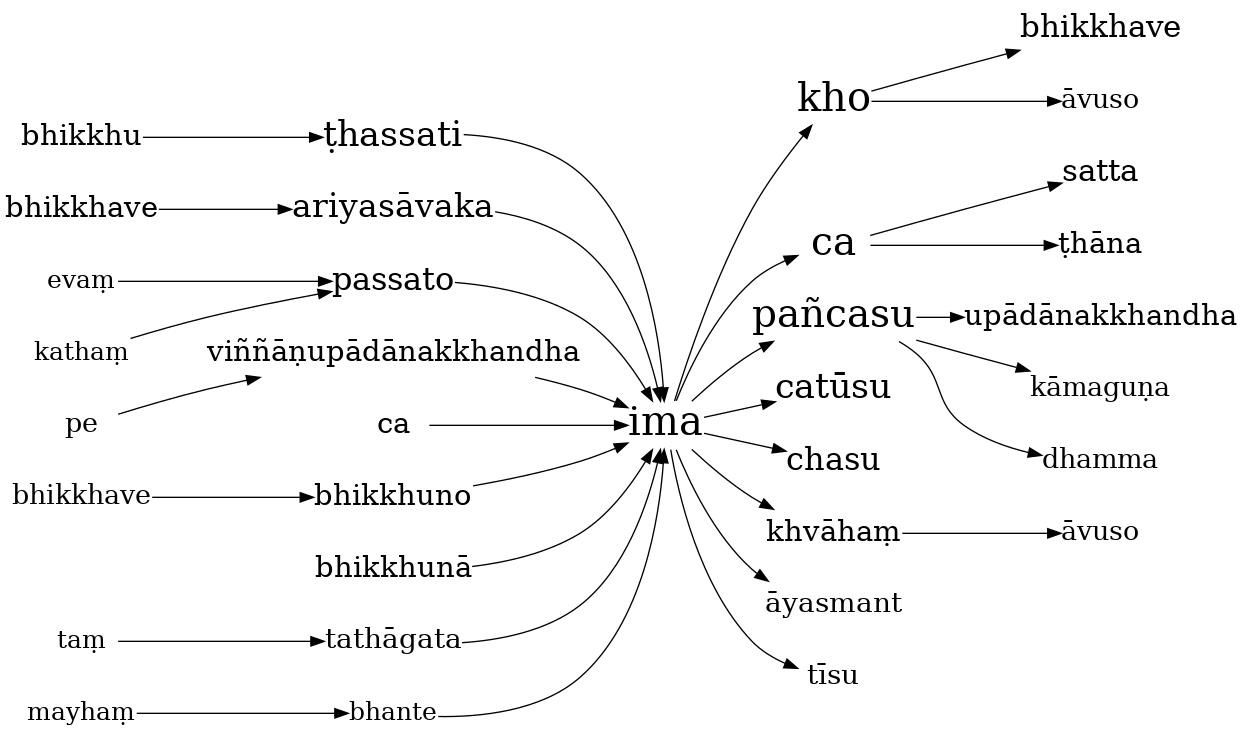 bhikkhave
kho
āvuso
bhikkhu
ṭhassati
satta
bhikkhave
ariyasāvaka
ca
ṭhāna
evaṃ
passato
pañcasu
upādānakkhandha
kathaṃ
viññāṇupādānakkhandha
catūsu
kāmaguṇa
pe
ca
ima
chasu
dhamma
bhikkhave
bhikkhuno
khvāhaṃ
āvuso
bhikkhunā
āyasmant
taṃ
tathāgata
tīsu
mayhaṃ
bhante